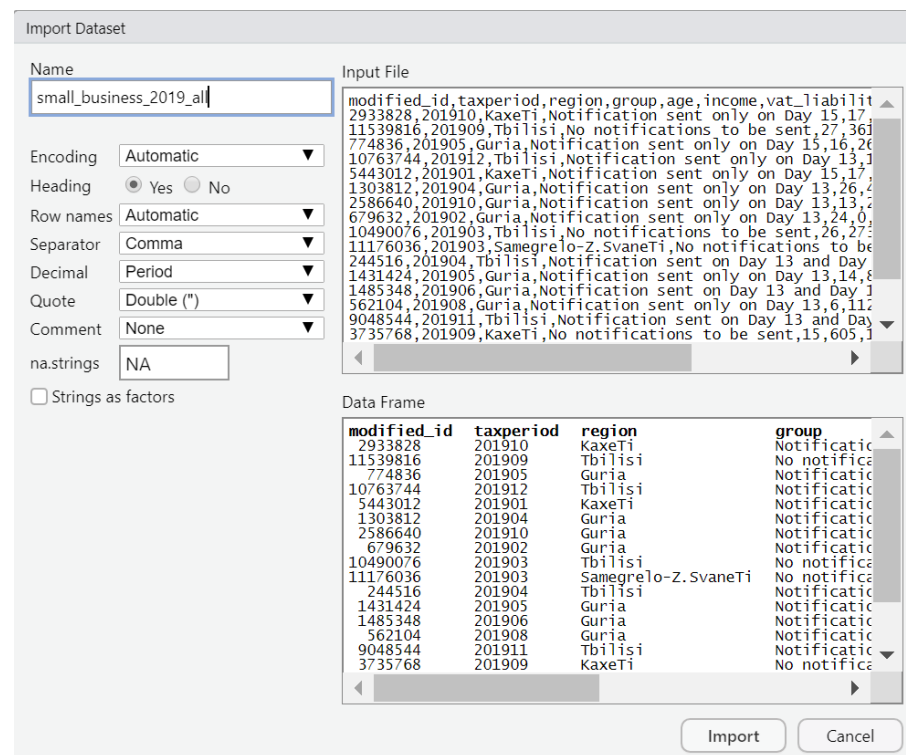 Import Dataset
Name
small_business_2019_all
Encoding Automatic
Heading Yes No
Row names Automatic
Separator Comma
Decimal Period
Quote Double (")
Comment None
na.strings NA
Strings as factors
Input File
modified_id,taxperiod,region,group,age,income,vat_liabilit
2933828,201910,KaxeTi,Notification sent only on Day 15,17,
11539816,201909,Tbilisi,No notifications to be sent,27,361
774836,201905,Guria,Notification sent only on Day 15,16,26
10763744,201912,Tbilisi,Notification sent only on Day 13,1
5443012,201901,KaxeTi,Notification sent only on Day 15,17,
1303812,201904,Guria,Notification sent only on Day 13,26,4
2586640,201910,Guria,Notification sent only on Day 13,13,2
679632,201902,Guria,Notification sent only on Day 13,24,0,
10490076,201903,Tbilisi,No notifications to be sent,26,273
11176036,201903,Samegrelo-Z.SvaneTi,No notifications to be
244516,201904,Tbilisi,Notification sent on Day 13 and Day
1431424,201905,Guria,Notification sent only on Day 13,14,8
1485348,201906,Guria,Notification sent on Day 13 and Day 1
562104,201908,Guria,Notification sent only on Day 13,6,112
9048544,201911,Tbilisi,Notification sent on Day 13 and Day
3735768,201909,KaxeTi,No notifications to be sent,15,605,1
Data Frame
modified_id taxperiod region group
2933828 201910 KaxeTi Notificatic
11539816 201909 Tbilisi No notifica
774836 201905 Guria Notificatic
10763744 201912 Tbilisi Notificatic
5443012 201901 KaxeTi Notificatic
1303812 201904 Guria Notificatic
2586640 201910 Guria Notificatic
679632 201902 Guria Notificatic
10490076 201903 Tbilisi No notifica
11176036 201903 Samegrelo-Z.SvaneTi No notifica
244516 201904 Tbilisi Notificatic
1431424 201905 Guria Notificatic
1485348 201906 Guria Notificatic
562104 201908 Guria Notificatic
9048544 201911 Tbilisi Notificatic
3735768 201909 KaxeTi No notifica
Import Cancel